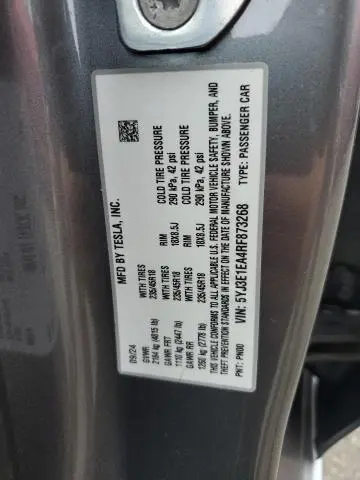 MFD BY TESLA, INC.
09/24
GVWR
2184 kg (4815 lb)
GAWR FRT WITH TIRES RIM COLD TIRE PRESSURE
1110 kg (2447 lb) 235/45R18 18X8.5J 290 kPa, 42 psi
GAWR RR WITH TIRES RIM COLD TIRE PRESSURE
1260 kg (2778 lb) 235/45R18 18X8.5J 290 kPa, 42 psi
THIS VEHICLE CONFORMS TO ALL APPLICABLE U.S. FEDERAL MOTOR VEHICLE SAFETY, BUMPER, AND
THEFT PREVENTION STANDARDS IN EFFECT ON THE DATE OF MANUFACTURE SHOWN ABOVE.
VIN: 5YJ3E1EA4RF873268 TYPE: PASSENGER CAR
PNT: PN00